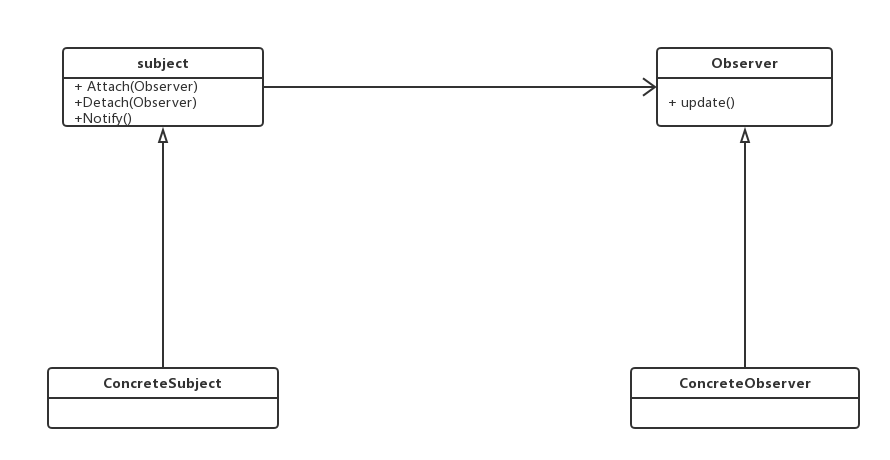 subject
+ Attach(Observer)
+Detach(Observer)
+Notify()
Observer
+ update()
ConcreteSubject
ConcreteObserver